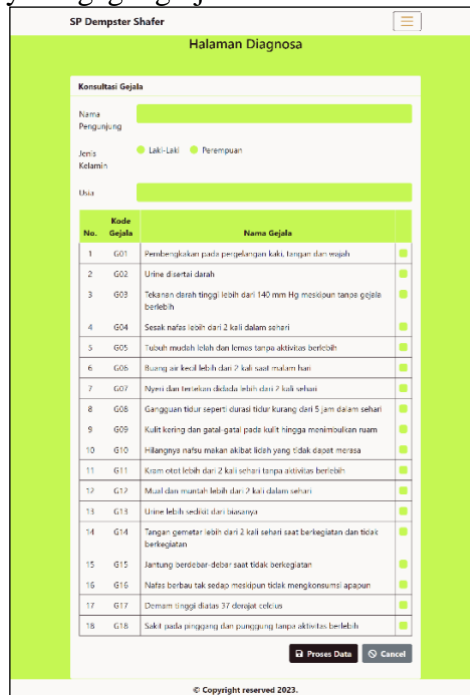 SP Dempster Shafer
Halaman Diagnosa
Konsultasi Gejala
Nama
Pengunjung
Jenis
Kelamin
Laki-Laki Perempuan
Usia
No. Kode
Gejala Nama Gejala
1 G01 Pembengkakan pada pergelangan kaki, tangan dan wajah
2 G02 Urine disertai darah
3 G03 Tekanan darah tinggi lebih dari 140 mm Hg meskipun tanpa gejala
berlebih
4 G04 Sesak nafas lebih dari 2 kali dalam sehari
5 G05 Tubuh mudah lelah dan lemas tanpa aktivitas berlebih
6 G06 Buang air kecil lebih dari 2 kali saat malam hari
7 G07 Nyeri dan tertekan didada lebih dari 2 kali sehari
8 G08 Gangguan tidur seperti durasi tidur kurang dari 5 jam dalam sehari
9 G09 Kulit kering dan gatal-gatal pada kulit hingga menimbulkan ruam
10 G10 Hilangnya nafsu makan akibat lidah yang tidak dapat merasa
11 G11 Kram otot lebih dari 2 kali sehari tanpa aktivitas berlebih
12 G12 Mual dan muntah lebih dari 2 kali dalam sehari
13 G13 Urine lebih sedikit dari biasanya
14 G14 Tangan gemetar lebih dari 2 kali sehari saat berkegiatan dan tidak
berkegiatan
15 G15 Jantung berdebar-debar saat tidak berkegiatan
16 G16 Nafas berbau tak sedap meskipun tidak mengkonsumsi apapun
17 G17 Demam tinggi diatas 37 derajat celcius
18 G18 Sakit pada pinggang dan punggung tanpa aktivitas berlebih
Proses Data Cancel
© Copyright reserved 2023.